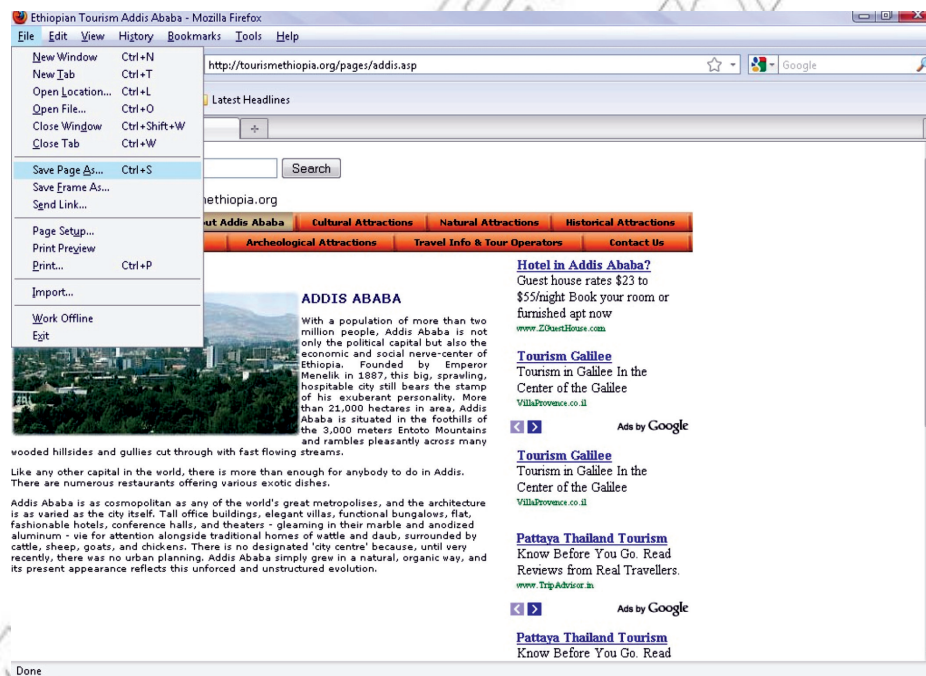 Ethiopian Tourism Addis Ababa - Mozilla Firefox
File Edit View History Bookmarks Tools Help
New Window Ctrl+N
New Tab Ctrl+T
Open Location... Ctrl+L
Open File... Ctrl+O
Close Window Ctrl+Shift+W
Close Tab Ctrl+W
Save Page As... Ctrl+S
Save Frame As...
Send Link...
Page Setup...
Print Preview
Print... Ctrl+P
Import...
Work Offline
Exit
http://tourismethiopia.org/pages/addis.asp
Google
Latest Headlines
Search
ethiopia.org
Addis Ababa Cultural Attractions Natural Attractions Historical Attractions
Archeological Attractions Travel Info & Tour Operators Contact Us
ADDIS ABABA
With a population of more than two
million people, Addis Ababa is not
only the political capital but also the
economic and social nerve-center of
Ethiopia. Founded by Emperor
Menelik in 1887, this big, sprawling,
hospitable city still bears the stamp
of his exuberant personality. More
than 21,000 hectares in area, Addis
Ababa is situated in the foothills of
the 3,000 meters Entoto Mountains
and rambles pleasantly across many
wooded hillsides and gullies cut through with fast flowing streams.
Like any other capital in the world, there is more than enough for anybody to do in Addis.
There are numerous restaurants offering various exotic dishes.
Addis Ababa is as cosmopolitan as any of the world's great metropolises, and the architecture
is as varied as the city itself. Tall office buildings, elegant villas, functional bungalows, flat,
fashionable hotels, conference halls, and theaters - gleaming in their marble and anodized
aluminum - vie for attention alongside traditional homes of wattle and daub, surrounded by
cattle, sheep, goats, and chickens. There is no designated 'city centre' because, until very
recently, there was no urban planning. Addis Ababa simply grew in a natural, organic way, and
its present appearance reflects this unforced and unstructured evolution.
Hotel in Addis Ababa?
Guest house rates $23 to
$55/night Book your room or
furnished apt now
www.ZGuestHouse.com
Tourism Galilee
Tourism in Galilee In the
Center of the Galilee
VillaProvence.co.il
Ads by Google
Tourism Galilee
Tourism in Galilee In the
Center of the Galilee
VillaProvence.co.il
Pattaya Thailand Tourism
Know Before You Go. Read
Reviews from Real Travellers.
www.TripAdvisor.in
Ads by Google
Pattaya Thailand Tourism
Know Before You Go. Read
Done